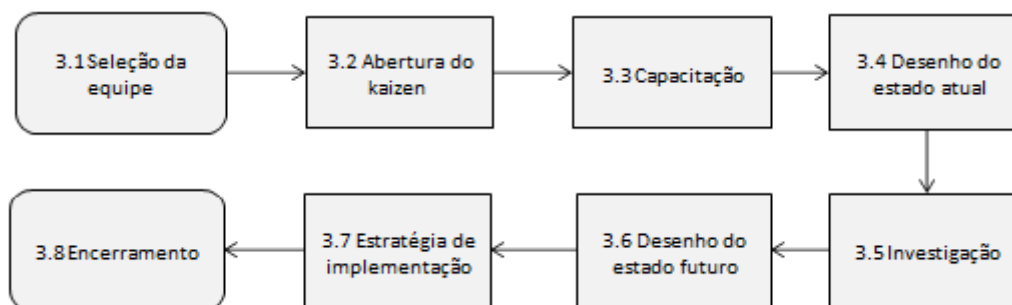 3.1 Seleção da
equipe
3.2 Abertura do
kaizen
3.3 Capacitação
3.4 Desenho do
estado atual
3.5 Investigação
3.6 Desenho do
estado futuro
3.7 Estratégia de
implementação
3.8 Encerramento